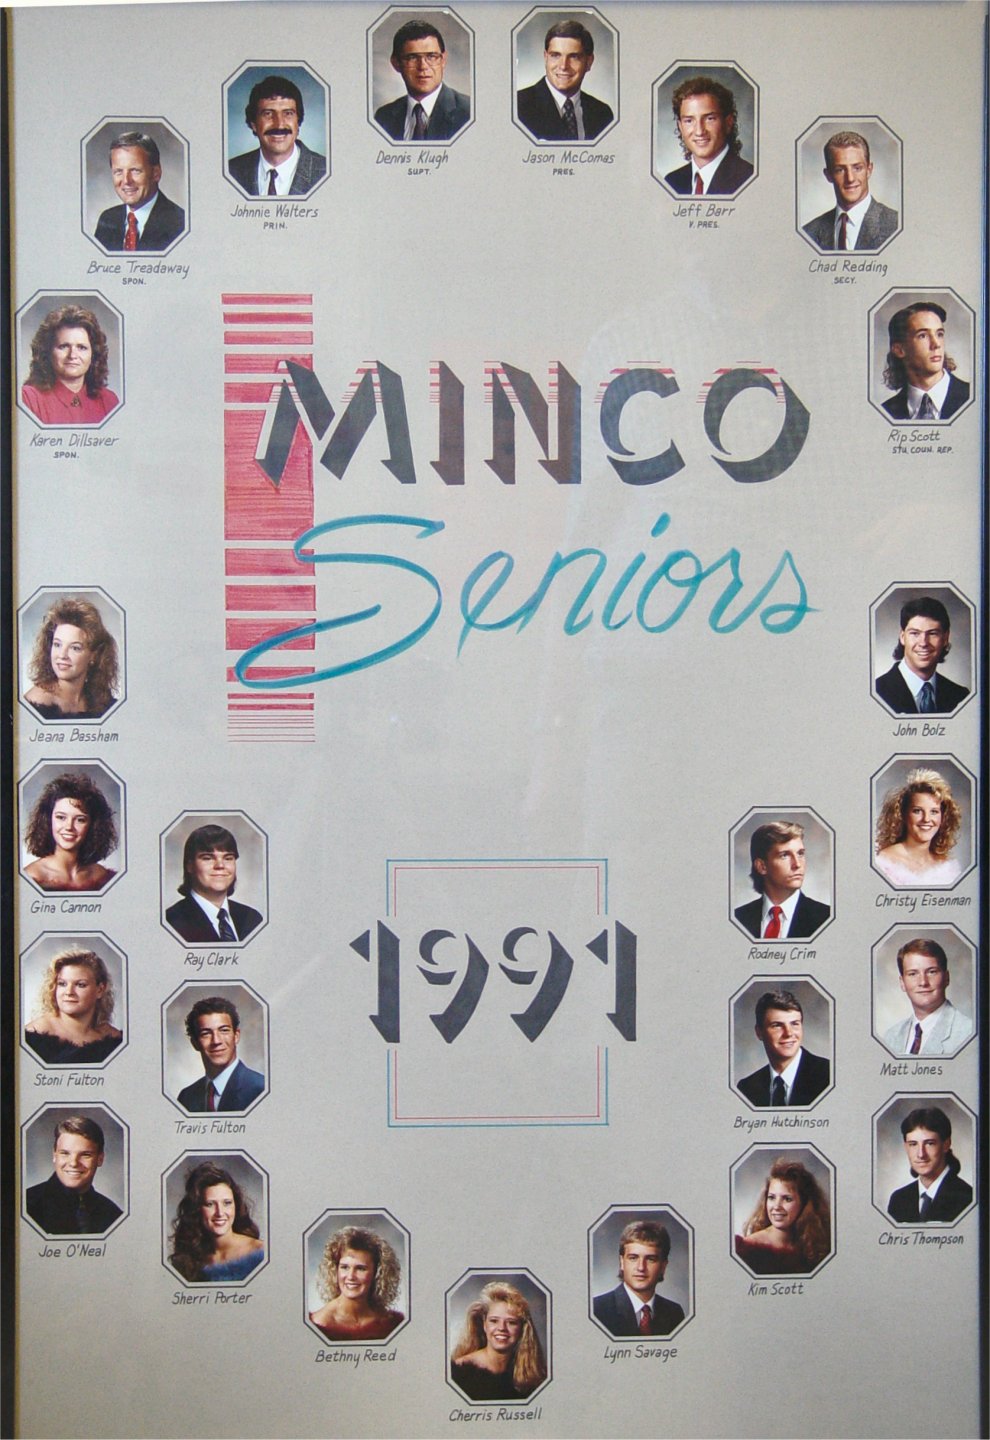 Dennis Klugh
SUPT.
Jason McComas
PRES.
Johnnie Walters
PRIN.
Jeff Barr
V. PRES.
Bruce Treadaway
SPON.
Chad Redding
SECY.
Karen Dillsaver
SPON.
Rip Scott
STU. COUN. REP.
MINCO
Seniors
Jeana Bassham
John Bolz
Gina Cannon
Christy Eisenman
Ray Clark
Rodney Crim
1991
Stoni Fulton
Matt Jones
Travis Fulton
Bryan Hutchinson
Joe O'Neal
Chris Thompson
Sherri Porter
Kim Scott
Bethny Reed
Lynn Savage
Cherris Russell